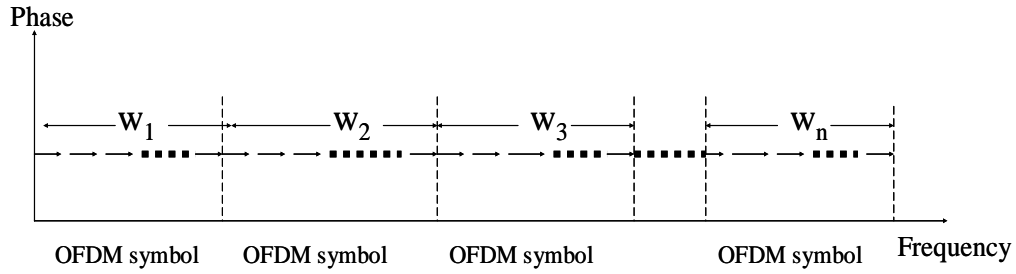 Phase
W1 W2 W3 Wn
OFDM symbol OFDM symbol OFDM symbol OFDM symbol Frequency